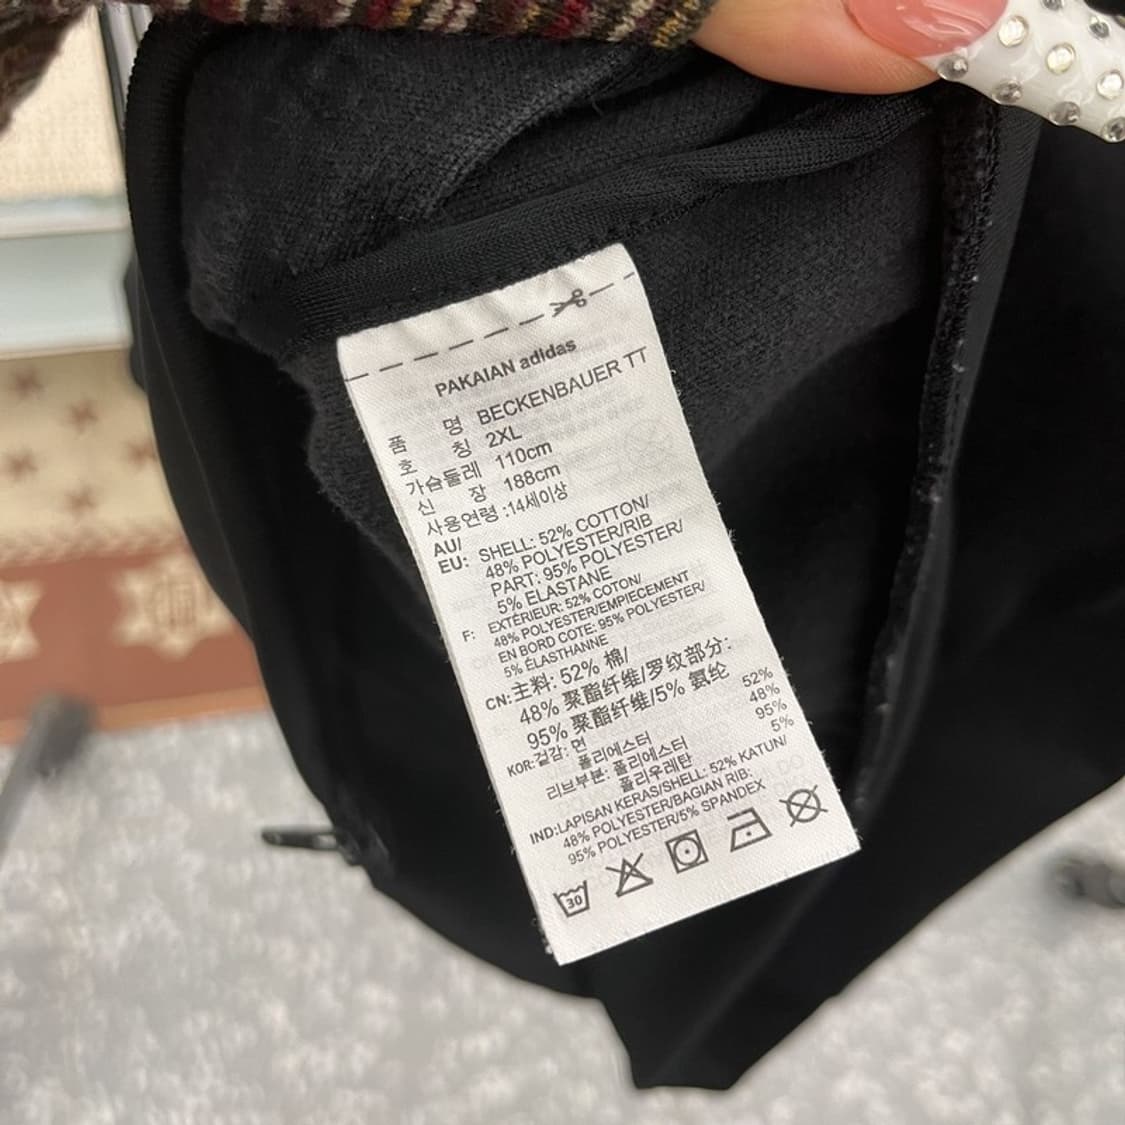 PAKAIAN adidas
품 명 BECKENBAUER TT
호 칭 2XL
가슴둘레 110cm
신 장 188cm
사용연령 :14세이상
AU/
EU: SHELL: 52% COTTON/
48% POLYESTER/RIB
PART: 95% POLYESTER/
5% ELASTANE
F: EXTÉRIEUR: 52% COTON/
48% POLYESTER/EMPIECEMENT
EN BORD COTE: 95% POLYESTER/
5% ÉLASTHANNE
CN:主料: 52% 棉/
48% 聚酯纤维/罗纹部分:
95% 聚酯纤维/5% 氨纶
KOR:겉감: 면 52%
폴리에스터 48%
리브부분: 폴리에스터 95%
폴리우레탄 5%
IND:LAPISAN KERAS/SHELL: 52% KATUN/
48% POLYESTER/BAGIAN RIB:
95% POLYESTER/5% SPANDEX
30